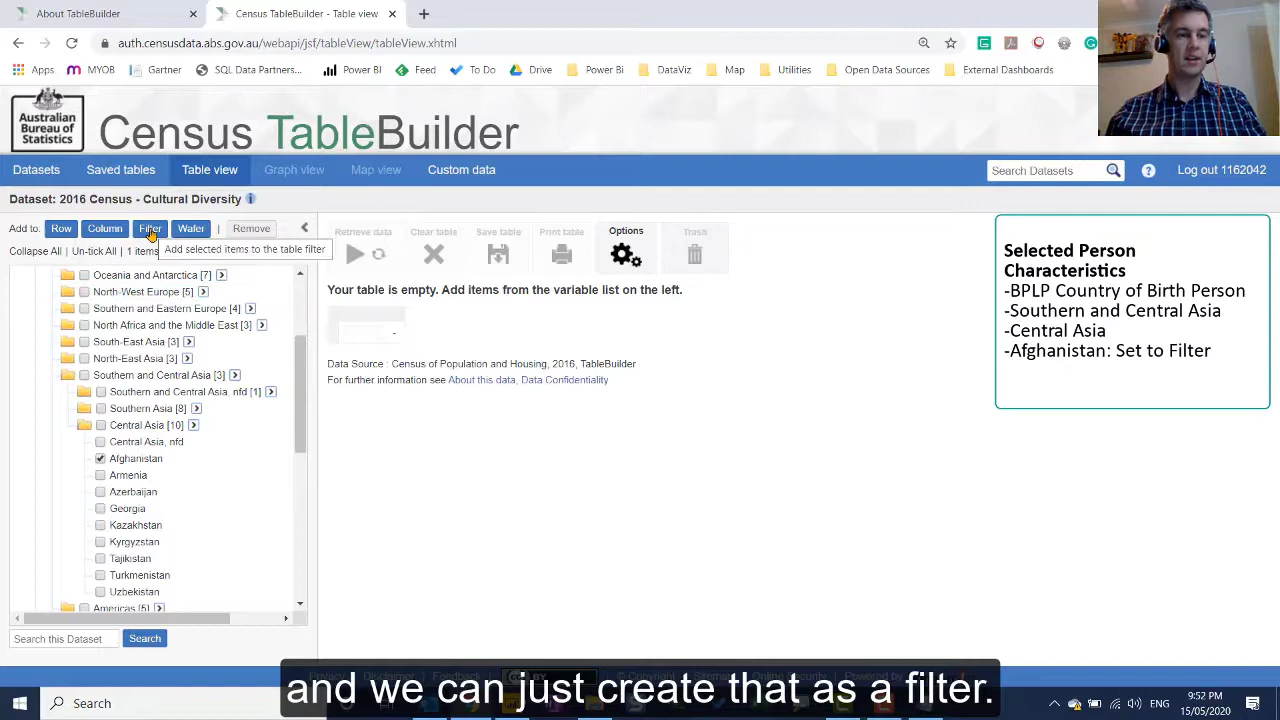 About TableBuilder
Census TableBuilder - Table view
auth.censusdata.abs.gov.au/webapi/jsf/tableView/tableView.xhtml
Apps
MYOB
Gartner
SQL Data Partners...
Power BI
Feed
To Do
Drive
Power Bi
DataViz
Map
Utilities
Open Data Sources
External Dashboards
Australian
Bureau of
Statistics
Census TableBuilder
Datasets
Saved tables
Table view
Graph view
Map view
Custom data
Search Datasets
Log out 1162042
Dataset: 2016 Census - Cultural Diversity
Add to: Row Column Filter Wafer | Remove
Collapse All | Un-tick All | 1 items
Add selected items to the table filter
Oceania and Antarctica [7]
North-West Europe [5]
Southern and Eastern Europe [4]
North Africa and the Middle East [3]
South-East Asia [3]
North-East Asia [3]
Southern and Central Asia [3]
Southern and Central Asia, nfd [1]
Southern Asia [8]
Central Asia [10]
Central Asia, nfd
Afghanistan
Armenia
Azerbaijan
Georgia
Kazakhstan
Kyrgyzstan
Tajikistan
Turkmenistan
Uzbekistan
Americas [5]
Search this Dataset
Search
Retrieve data
Clear table
Save table
Print table
Options
Trash
Your table is empty. Add items from the variable list on the left.
Data Source : Census of Population and Housing, 2016, TableBuilder
For further information see About this data, Data Confidentiality
Selected Person
Characteristics
-BPLP Country of Birth Person
-Southern and Central Asia
-Central Asia
-Afghanistan: Set to Filter
and we can just create that as a filter.
Search
ENG
9:52 PM
15/05/2020